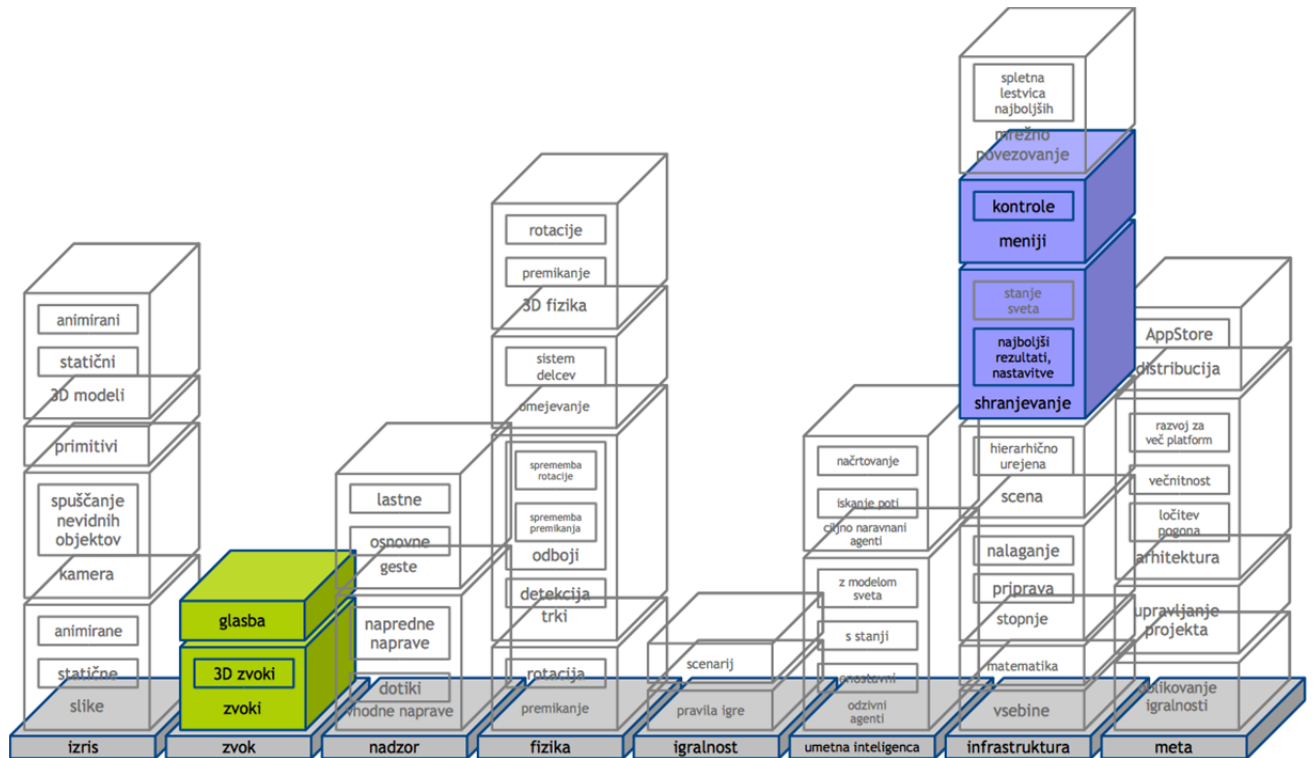 animirani
statični
3D modeli
primitivi
spuščanje
nevidnih
objektov
kamera
animirane
statične
slike
izris
glasba
3D zvoki
zvoki
zvok
lastne
osnovne
geste
napredne
naprave
dotiki
vhodne naprave
nadzor
rotacije
premikanje
3D fizika
sistem
delcev
omejevanje
sprememba
rotacije
sprememba
premikanja
odboji
detekcija
trki
rotacija
premikanje
fizika
scenarij
pravila igre
igralnost
načrtovanje
iskanje poti
ciljno naravnani
agenti
z modelom
sveta
s stanji
enostavni
odzivni
agenti
umetna inteligenca
spletna
lestvica
najboljših
mrežno
povezovanje
kontrole
meniji
stanje
sveta
najboljši
rezultati,
nastavitve
shranjevanje
hierarhično
urejena
scena
nalaganje
priprava
stopnje
matematika
vsebine
infrastruktura
AppStore
distribucija
razvoj za
več platform
večnitnost
ločitev
pogona
arhitektura
upravljanje
projekta
oblikovanje
igralnosti
meta